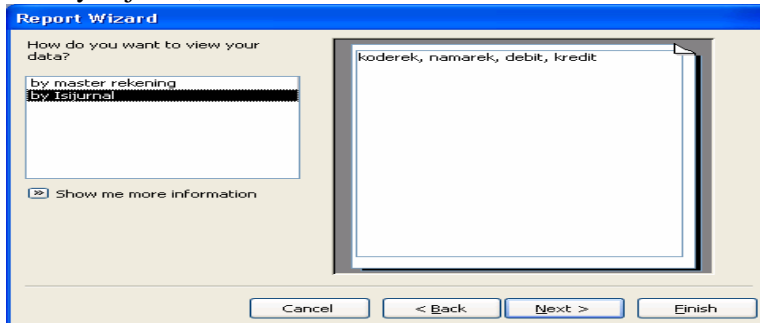 Report Wizard
How do you want to view your
data?
by master rekening
by Isijurnal
Show me more information
koderek, namarek, debit, kredit
Cancel
< Back
Next >
Finish